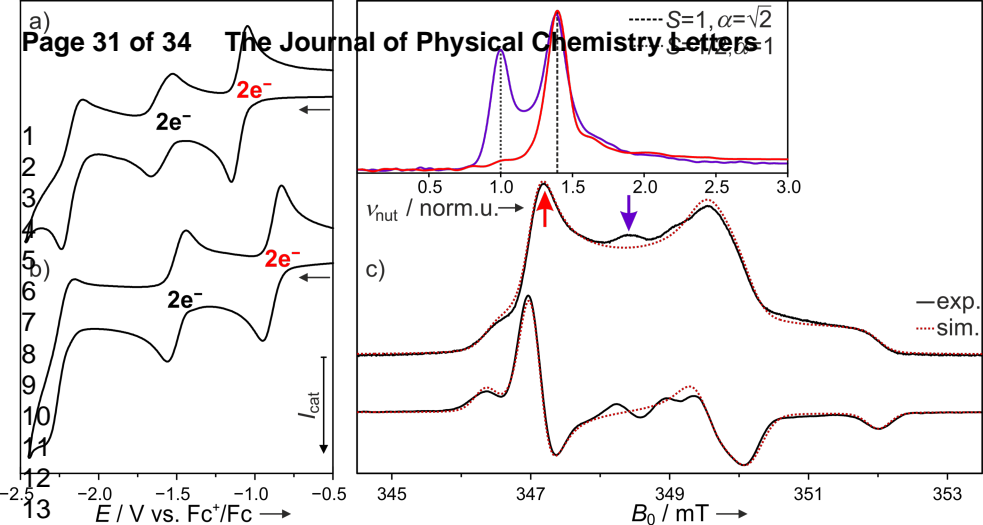 a)
Page 31 of 34 The Journal of Physical Chemistry Letters
S=1, α=√2
S=1/2, α=1
2e⁻
2e⁻
1
2
3
4
5
6
7
8
9
10
11
12
13
0.5 1.0 1.5 2.0 2.5 3.0
νnut / norm.u.
b)
2e⁻
2e⁻
c)
exp.
sim.
Icat
−2.5 −2.0 −1.5 −1.0 −0.5
E / V vs. Fc⁺/Fc
345 347 349 351 353
B₀ / mT